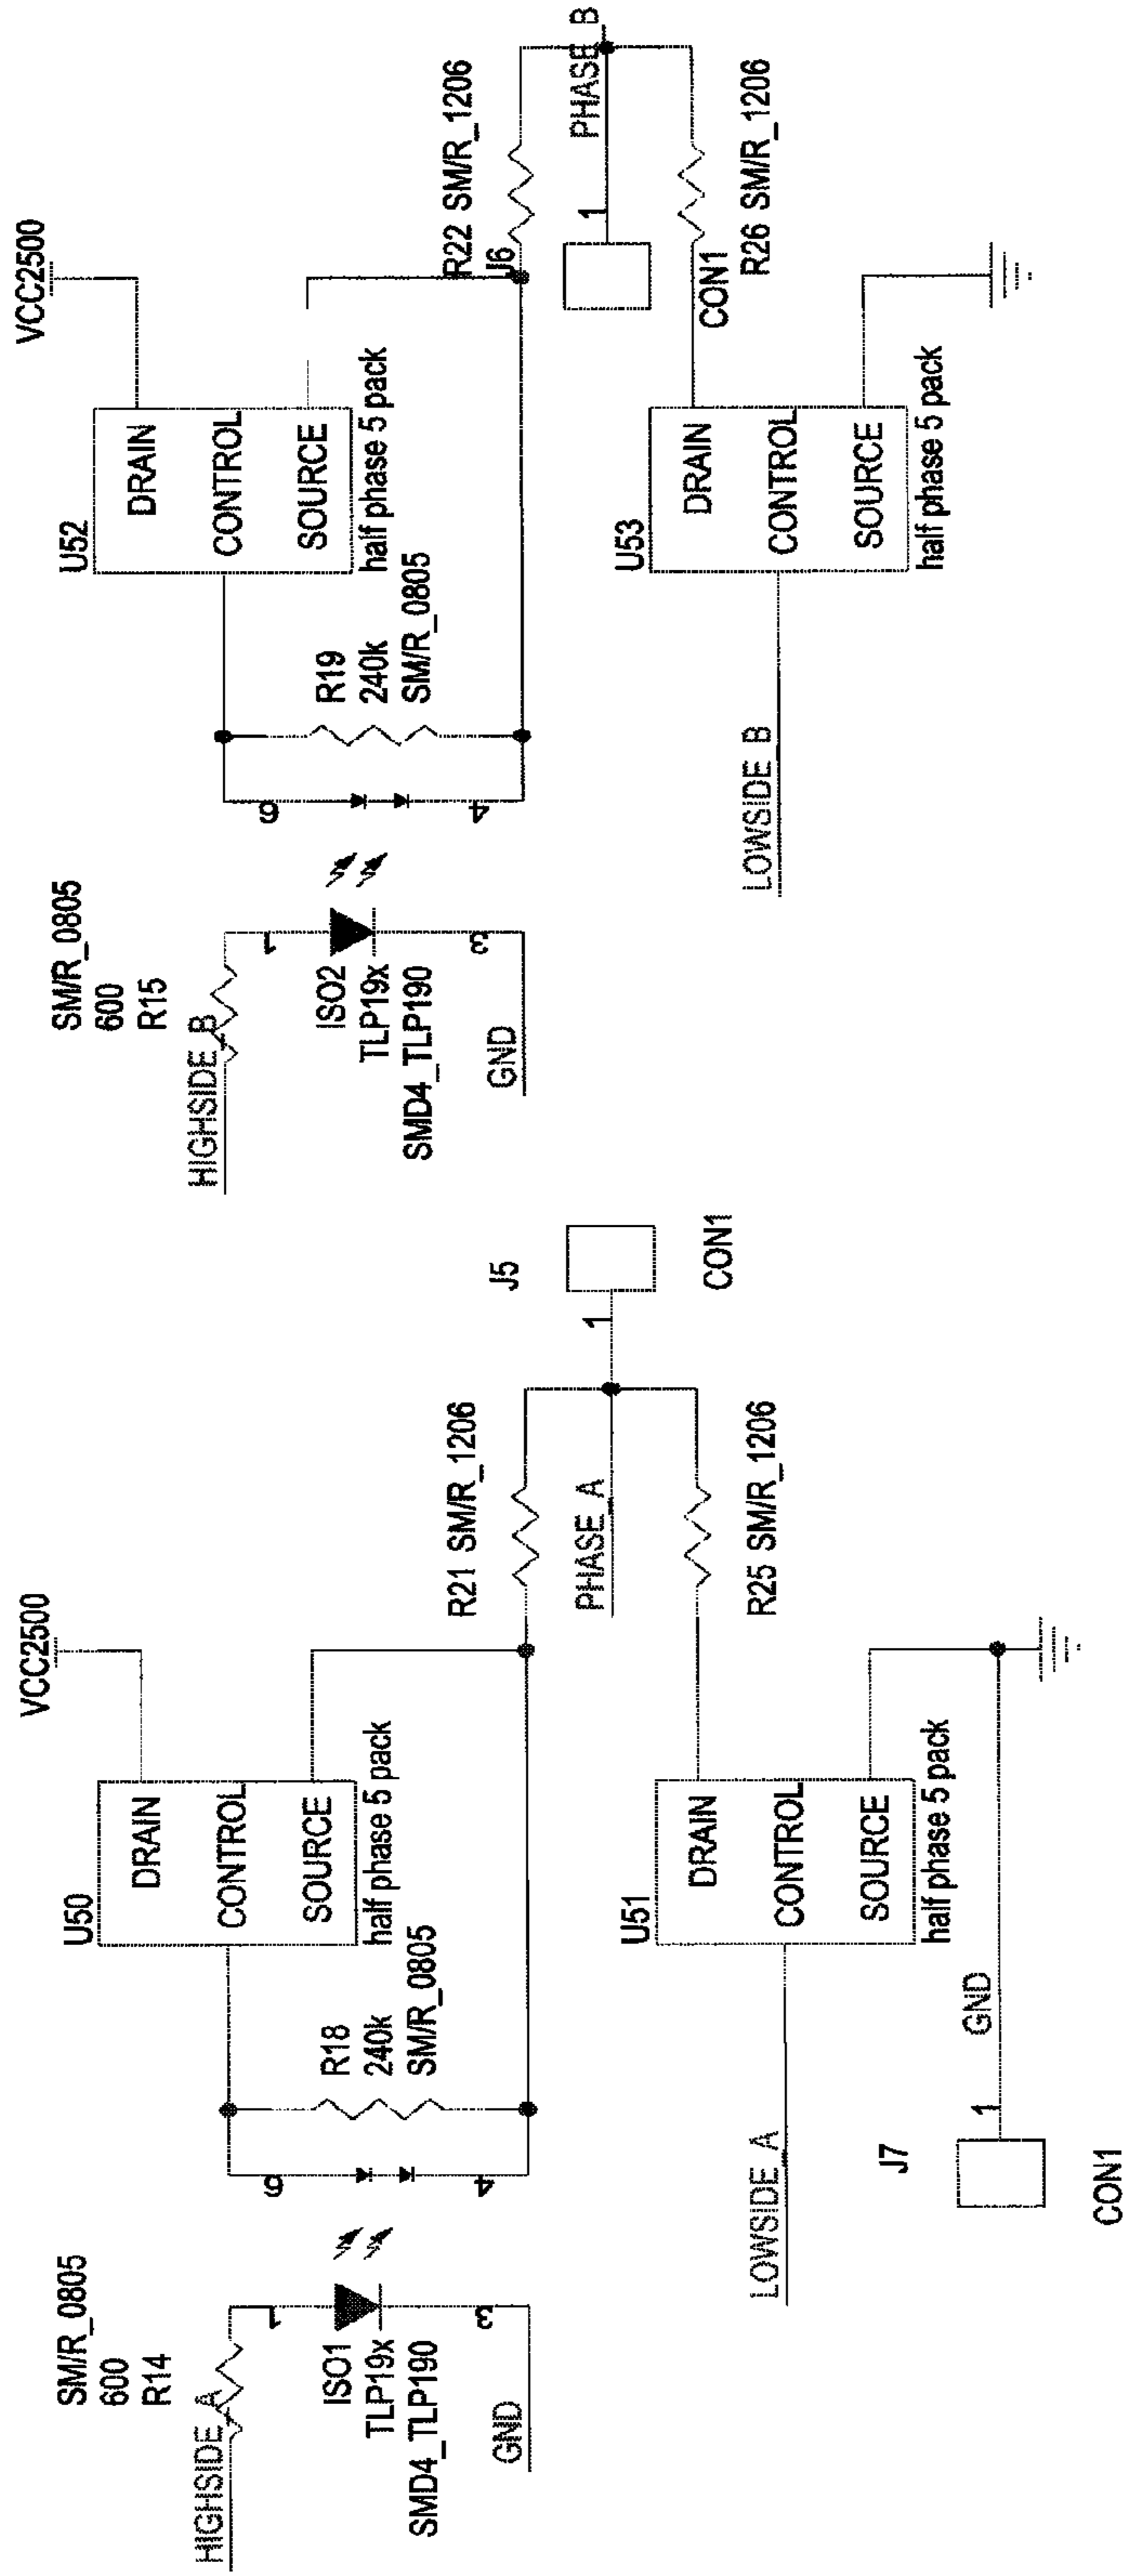 SM/R_0805
600
R14
HIGHSIDE_A
1
ISO1
TLP19x
SMD4_TLP190
3
GND
6
4
R18
240k
SM/R_0805
U50
DRAIN
CONTROL
SOURCE
half phase 5 pack
VCC2500
R21 SM/R_1206
PHASE_A
1
J5
CON1
R25 SM/R_1206
LOWSIDE_A
U51
DRAIN
CONTROL
SOURCE
half phase 5 pack
J7
1
GND
CON1
SM/R_0805
600
R15
HIGHSIDE_B
1
ISO2
TLP19x
SMD4_TLP190
3
GND
6
4
R19
240k
SM/R_0805
U52
DRAIN
CONTROL
SOURCE
half phase 5 pack
VCC2500
R22 SM/R_1206
J6
1
PHASE_B
CON1
R26 SM/R_1206
LOWSIDE_B
U53
DRAIN
CONTROL
SOURCE
half phase 5 pack